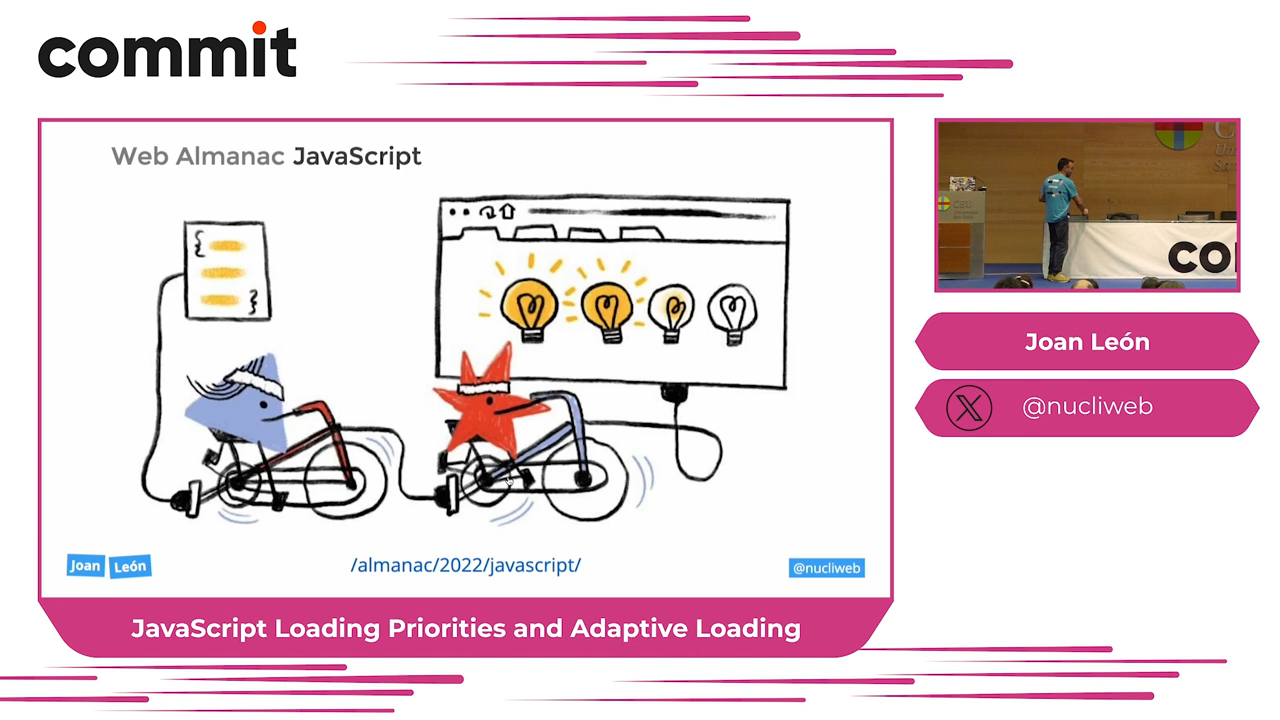 commit
Web Almanac JavaScript
{
}
Joan León
/almanac/2022/javascript/
@nucliweb
JavaScript Loading Priorities and Adaptive Loading
CEU
CO
Joan León
@nucliweb